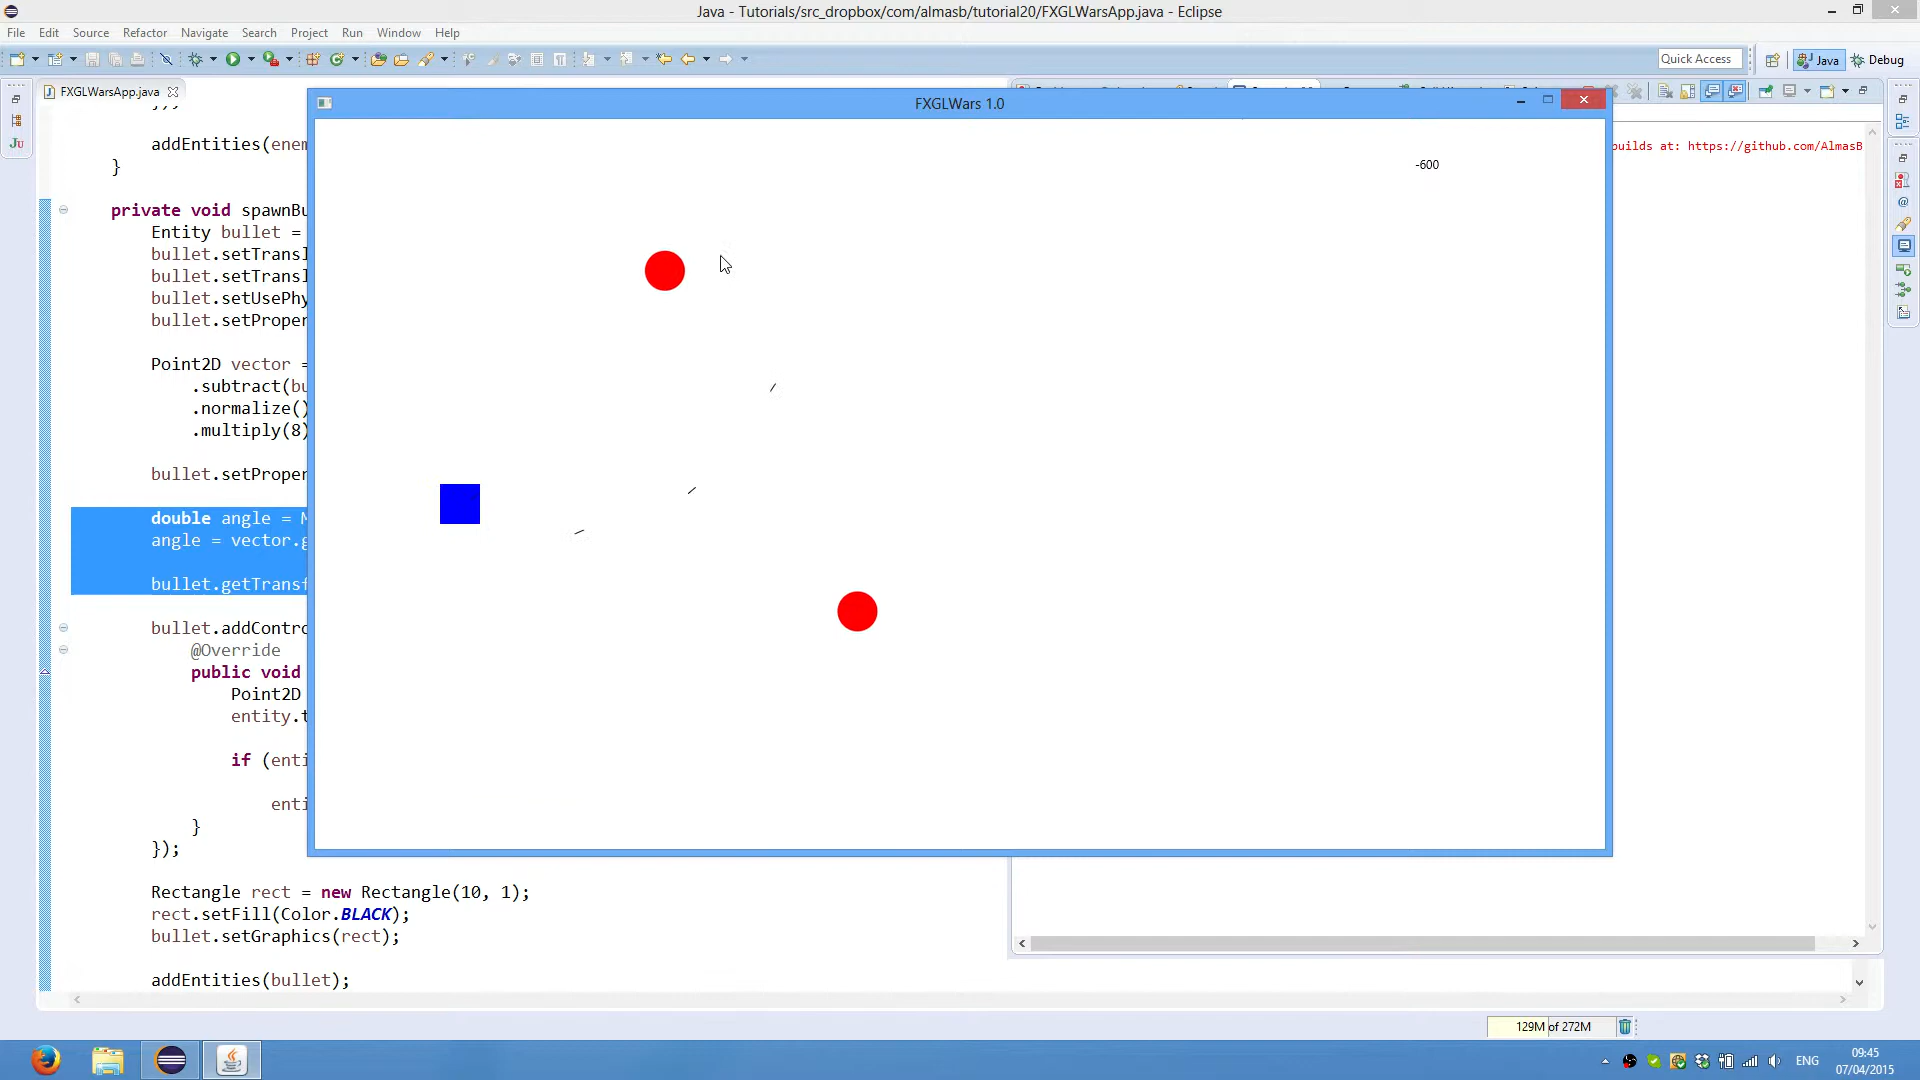 Java - Tutorials/src_dropbox/com/almasb/tutorial20/FXGLWarsApp.java - Eclipse
File Edit Source Refactor Navigate Search Project Run Window Help
Quick Access
Java
Debug
FXGLWarsApp.java
FXGLWars 1.0
-600
builds at: https://github.com/AlmasB
});
addEntities(enem
}
private void spawnBu
Entity bullet =
bullet.setTransl
bullet.setTransl
bullet.setUsePhy
bullet.setProper
Point2D vector =
.subtract(bu
.normalize()
.multiply(8)
bullet.setProper
double angle = M
angle = vector.g
bullet.getTransf
bullet.addContro
@Override
public void
Point2D
entity.t
if (enti
enti
}
});
Rectangle rect = new Rectangle(10, 1);
rect.setFill(Color.BLACK);
bullet.setGraphics(rect);
addEntities(bullet);
129M of 272M
ENG
09:45
07/04/2015